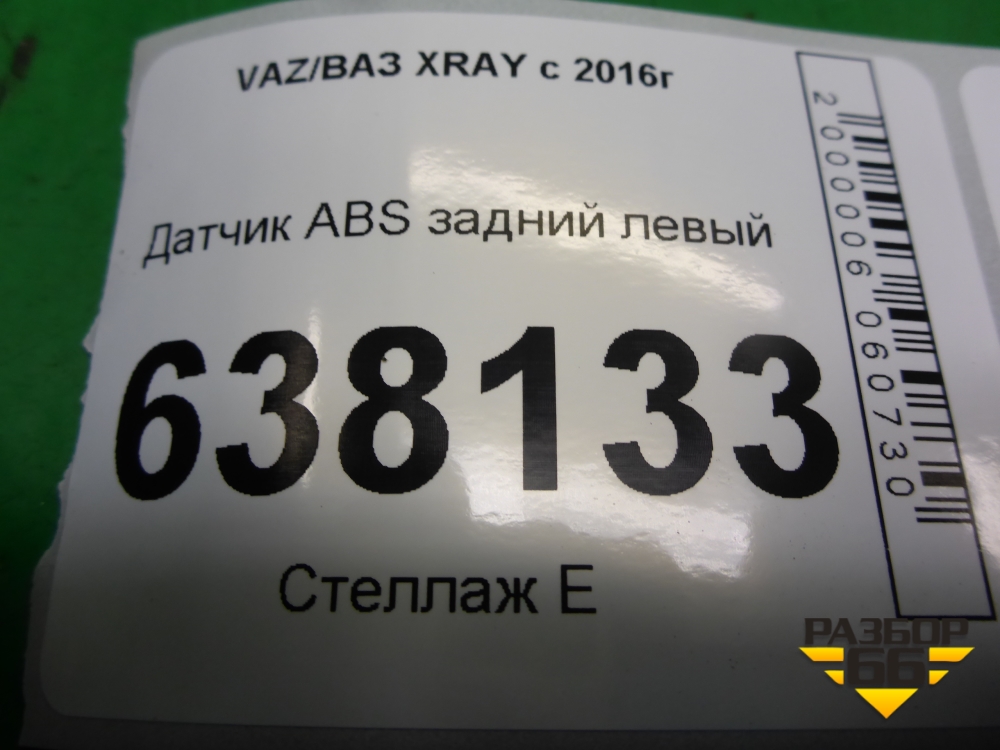 VAZ/ВАЗ XRAY с 2016г
Датчик ABS задний левый
638133
Стеллаж Е
2000006060730
РАЗБОР
66